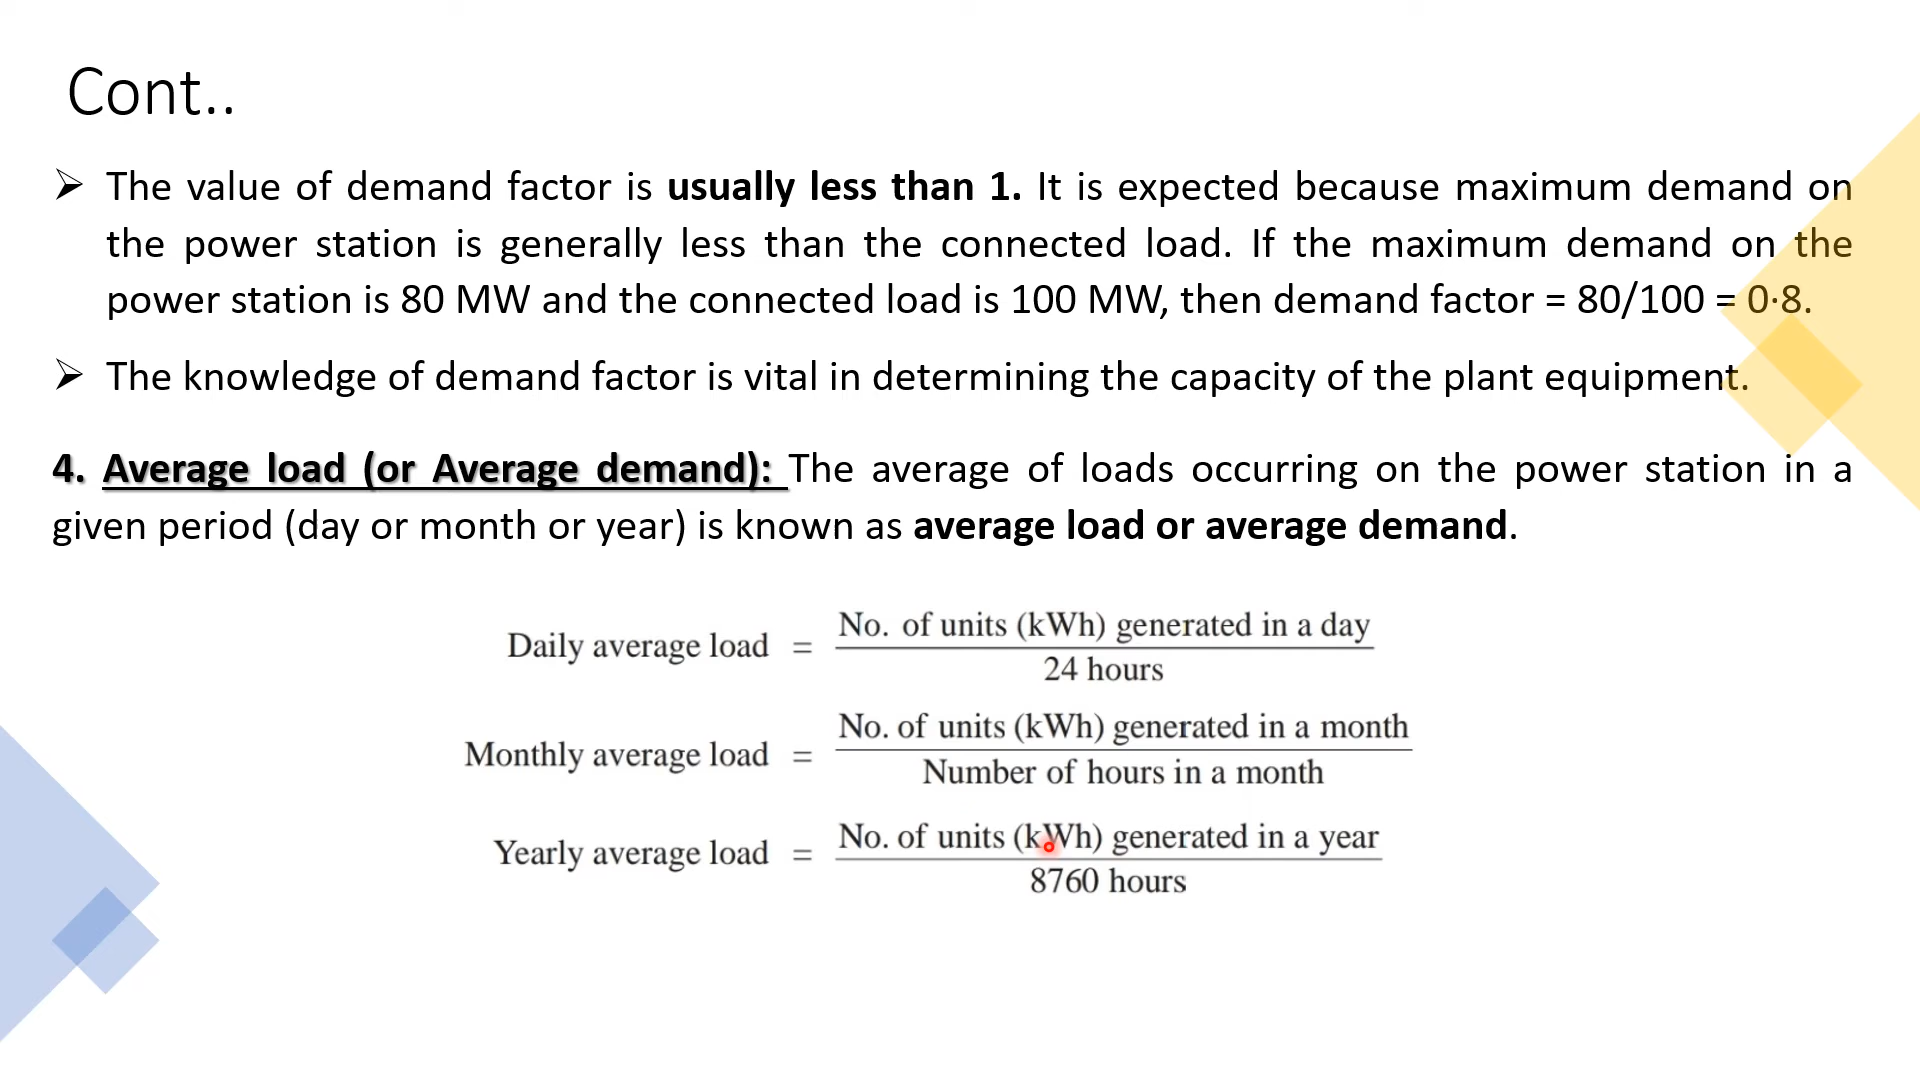 Cont..
➢ The value of demand factor is usually less than 1. It is expected because maximum demand on
the power station is generally less than the connected load. If the maximum demand on the
power station is 80 MW and the connected load is 100 MW, then demand factor = 80/100 = 0·8.
➢ The knowledge of demand factor is vital in determining the capacity of the plant equipment.
4. Average load (or Average demand): The average of loads occurring on the power station in a
given period (day or month or year) is known as average load or average demand.
Daily average load = No. of units (kWh) generated in a day
24 hours
Monthly average load = No. of units (kWh) generated in a month
Number of hours in a month
Yearly average load = No. of units (kWh) generated in a year
8760 hours